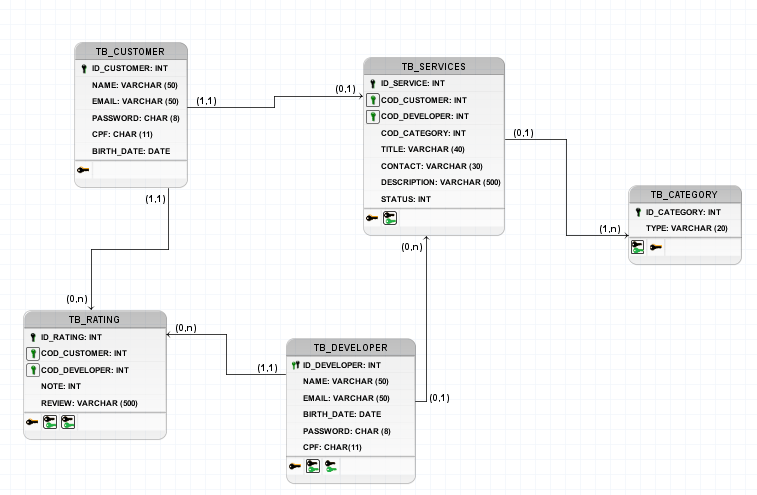 TB_CUSTOMER
ID_CUSTOMER: INT
NAME: VARCHAR (50)
EMAIL: VARCHAR (50)
PASSWORD: CHAR (8)
CPF: CHAR (11)
BIRTH_DATE: DATE
(1,1)
(0,1)
(1,1)
(0,n)
TB_SERVICES
ID_SERVICE: INT
COD_CUSTOMER: INT
COD_DEVELOPER: INT
COD_CATEGORY: INT
TITLE: VARCHAR (40)
CONTACT: VARCHAR (30)
DESCRIPTION: VARCHAR (500)
STATUS: INT
(0,1)
(1,n)
(0,n)
TB_CATEGORY
ID_CATEGORY: INT
TYPE: VARCHAR (20)
TB_RATING
ID_RATING: INT
COD_CUSTOMER: INT
COD_DEVELOPER: INT
NOTE: INT
REVIEW: VARCHAR (500)
(0,n)
(1,1)
TB_DEVELOPER
ID_DEVELOPER: INT
NAME: VARCHAR (50)
EMAIL: VARCHAR (50)
BIRTH_DATE: DATE
PASSWORD: CHAR (8)
CPF: CHAR(11)
(0,1)